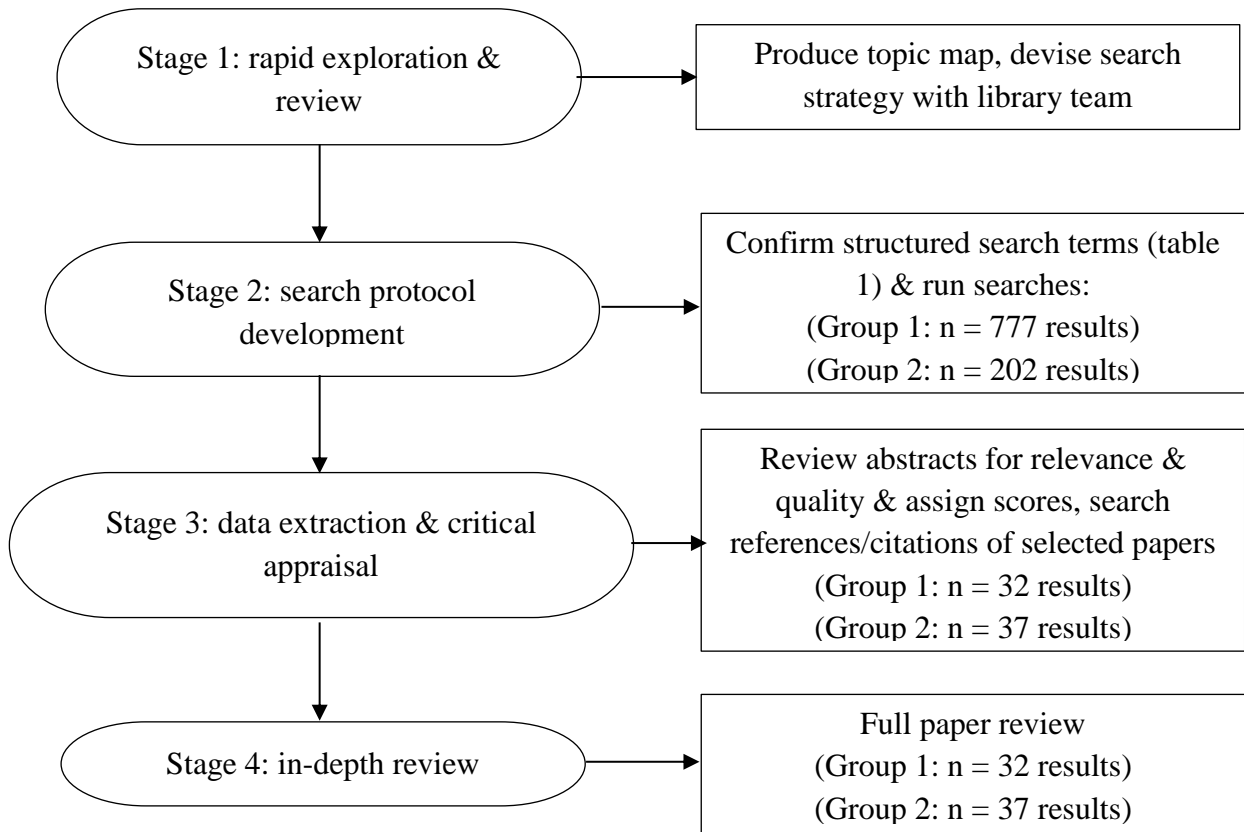 Stage 1: rapid exploration &
review
Produce topic map, devise search
strategy with library team
Stage 2: search protocol
development
Confirm structured search terms (table
1) & run searches:
(Group 1: n = 777 results)
(Group 2: n = 202 results)
Stage 3: data extraction & critical
appraisal
Review abstracts for relevance &
quality & assign scores, search
references/citations of selected papers
(Group 1: n = 32 results)
(Group 2: n = 37 results)
Stage 4: in-depth review
Full paper review
(Group 1: n = 32 results)
(Group 2: n = 37 results)